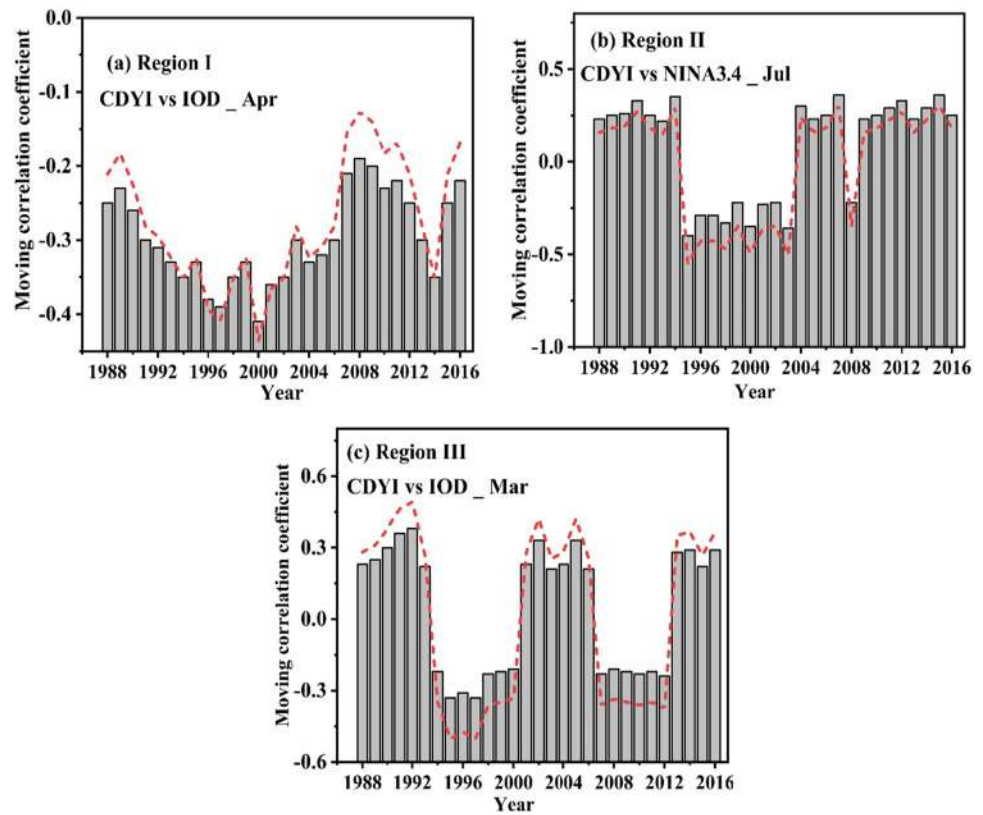 (a) Region I
CDYI vs IOD _ Apr
Moving correlation coefficient
0.0
-0.1
-0.2
-0.3
-0.4
1988 1992 1996 2000 2004 2008 2012 2016
Year
(b) Region II
CDYI vs NINA3.4 _ Jul
Moving correlation coefficient
0.5
0.0
-0.5
-1.0
1988 1992 1996 2000 2004 2008 2012 2016
Year
(c) Region III
CDYI vs IOD _ Mar
Moving correlation coefficient
0.6
0.3
0.0
-0.3
-0.6
1988 1992 1996 2000 2004 2008 2012 2016
Year